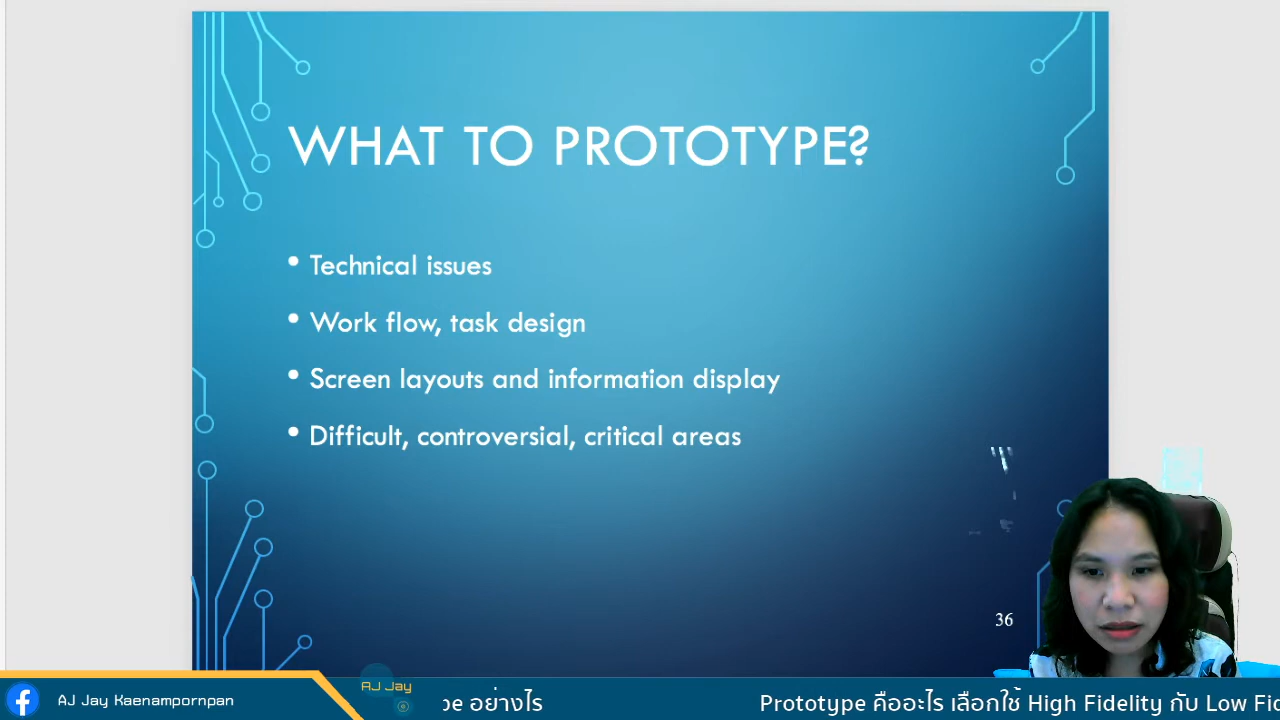 WHAT TO PROTOTYPE?
• Technical issues
• Work flow, task design
• Screen layouts and information display
• Difficult, controversial, critical areas
36
AJ Jay Kaenampornpan
AJ Jay
อย่างไร
Prototype คืออะไร เลือกใช้ High Fidelity กับ Low